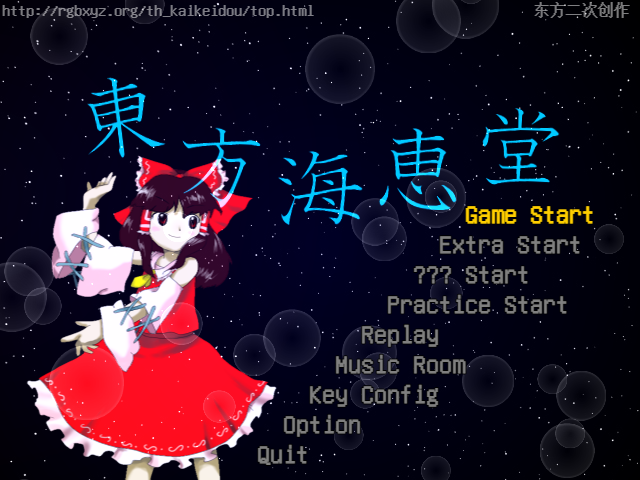 http://rgbxyz.org/th_kaikeidou/top.html
东方二次创作
東方海恵堂
Game Start
Extra Start
??? Start
Practice Start
Replay
Music Room
Key Config
Option
Quit